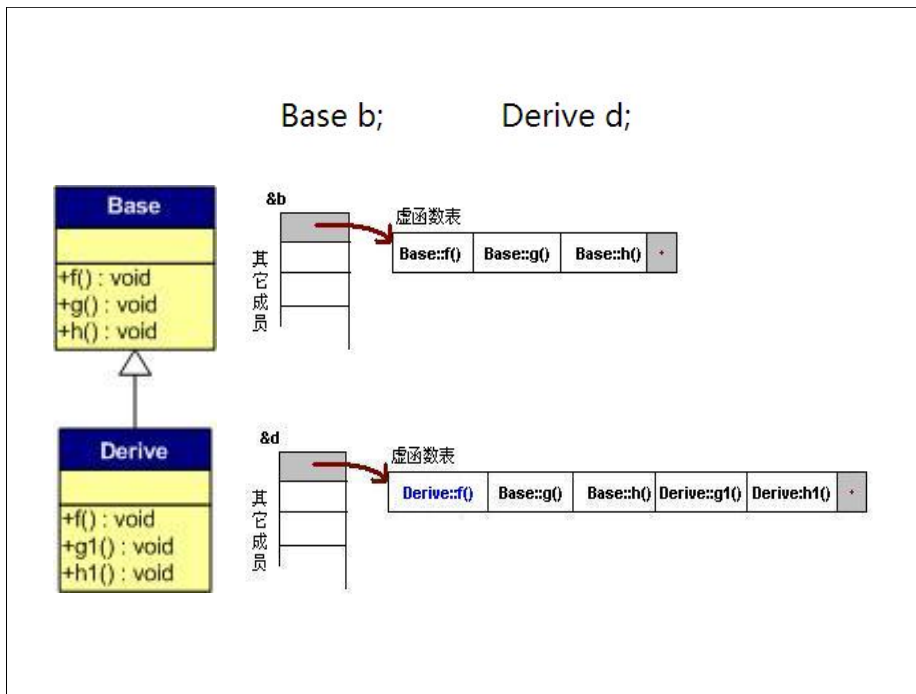 Base b;
Derive d;
Base
+f() : void
+g() : void
+h() : void
&b
其它成员
虚函数表
Base::f()
Base::g()
Base::h()
Derive
+f() : void
+g1() : void
+h1() : void
&d
其它成员
虚函数表
Derive::f()
Base::g()
Base::h()
Derive::g1()
Derive:h1()